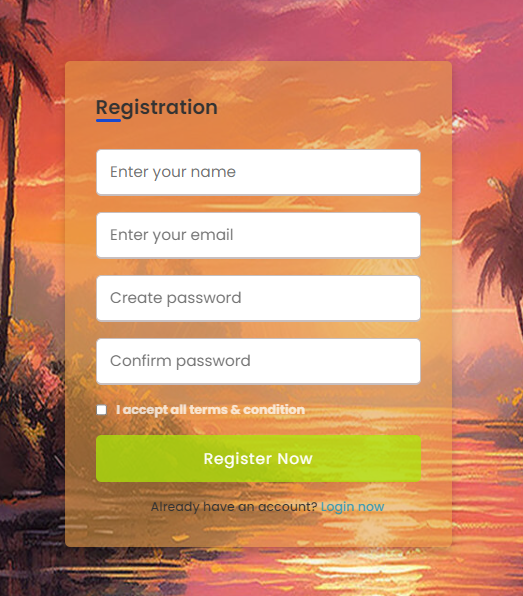 Registration
Enter your name
Enter your email
Create password
Confirm password
I accept all terms & condition
Register Now
Already have an account? Login now